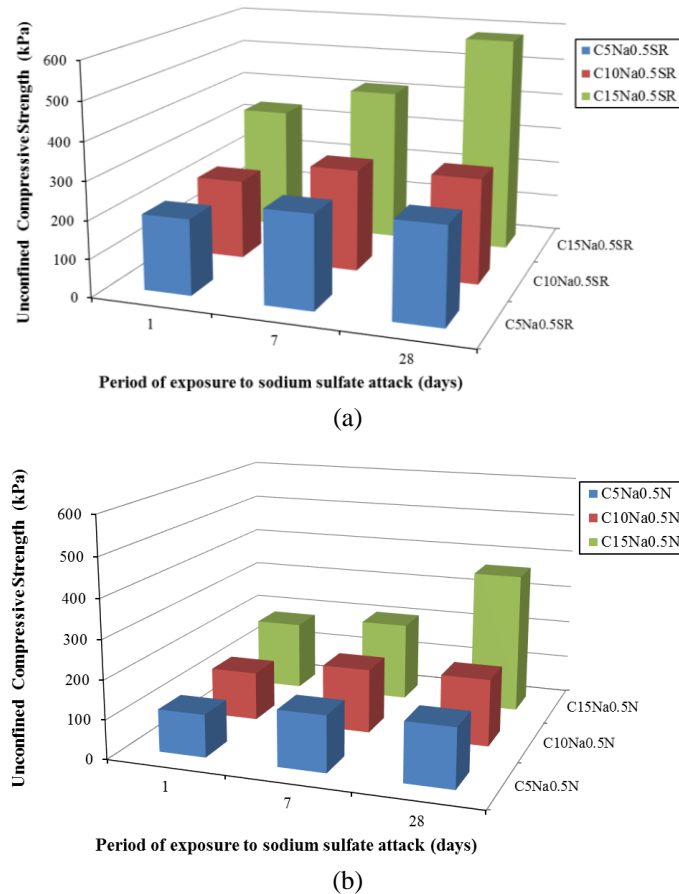 600
500
400
300
200
100
0
Unconfined Compressive Strength (kPa)
1
7
28
C15Na0.5SR
C10Na0.5SR
C5Na0.5SR
C5Na0.5SR
C10Na0.5SR
C15Na0.5SR
Period of exposure to sodium sulfate attack (days)
(a)
600
500
400
300
200
100
0
Unconfined Compressive Strength (kPa)
1
7
28
C15Na0.5N
C10Na0.5N
C5Na0.5N
C5Na0.5N
C10Na0.5N
C15Na0.5N
Period of exposure to sodium sulfate attack (days)
(b)